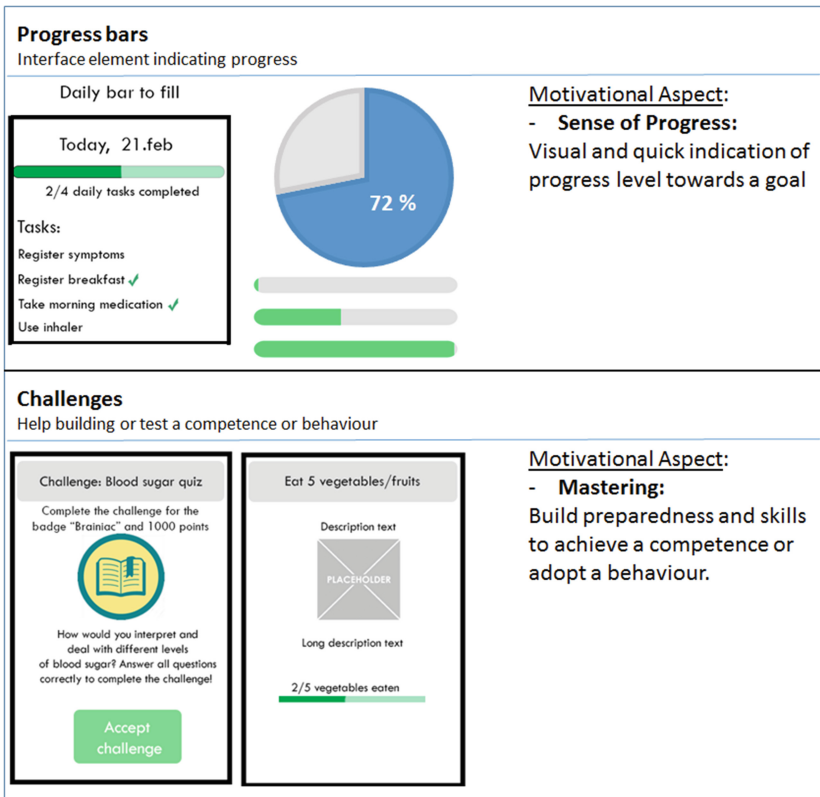 Progress bars
Interface element indicating progress
Daily bar to fill
Today, 21.feb
2/4 daily tasks completed
Tasks:
Register symptoms
Register breakfast
Take morning medication
Use inhaler
72 %
Motivational Aspect:
- Sense of Progress:
Visual and quick indication of
progress level towards a goal
Challenges
Help building or test a competence or behaviour
Challenge: Blood sugar quiz
Complete the challenge for the
badge “Brainiac” and 1000 points
How would you interpret and
deal with different levels
of blood sugar? Answer all questions
correctly to complete the challenge!
Accept
challenge
Eat 5 vegetables/fruits
Description text
PLACEHOLDER
Long description text
2/5 vegetables eaten
Motivational Aspect:
- Mastering:
Build preparedness and skills
to achieve a competence or
adopt a behaviour.